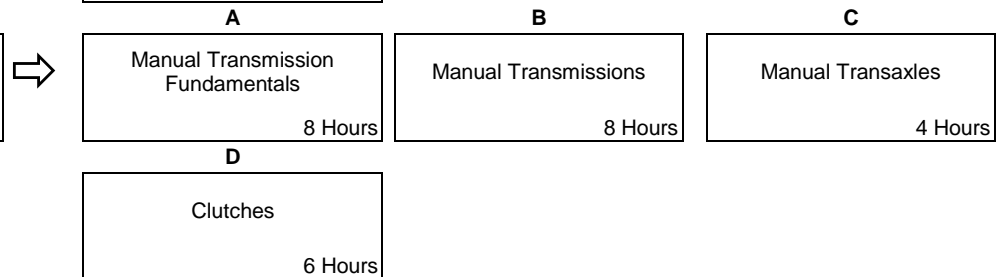 A
B
C
Manual Transmission
Fundamentals
8 Hours
Manual Transmissions
8 Hours
Manual Transaxles
4 Hours
D
Clutches
6 Hours